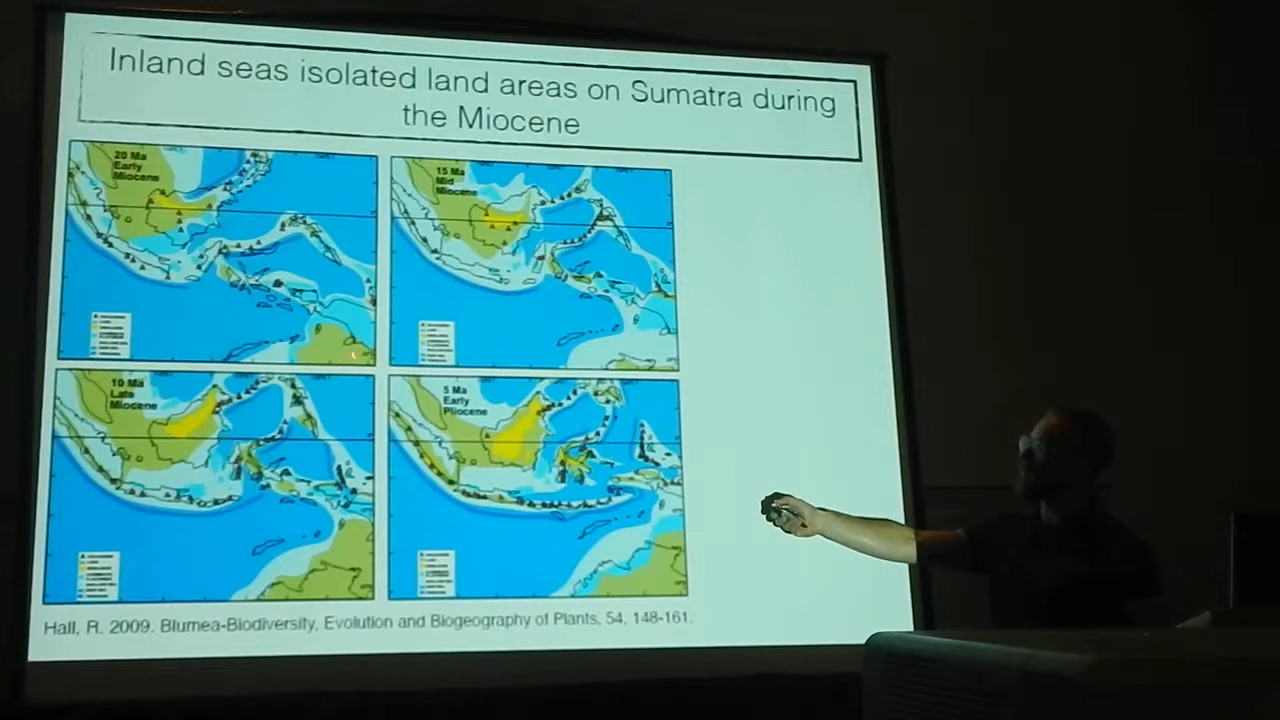 Inland seas isolated land areas on Sumatra during
the Miocene
20 Ma
Early
Miocene
15 Ma
Mid
Miocene
10 Ma
Late
Miocene
5 Ma
Early
Pliocene
Hall, R. 2009. Blumea-Biodiversity, Evolution and Biogeography of Plants, 54, 148-161.